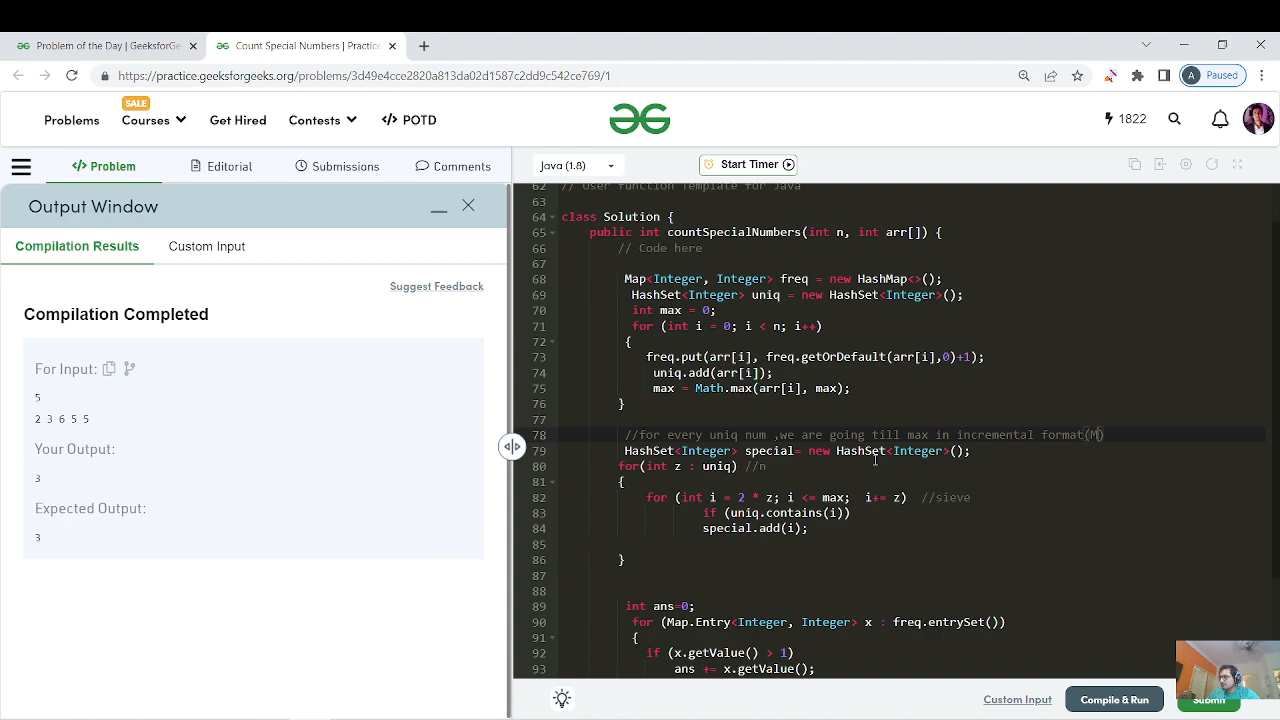 Problem of the Day | GeeksforGe
Count Special Numbers | Practice
https://practice.geeksforgeeks.org/problems/3d49e4cce2820a813da02d1587c2dd9c542ce769/1
A Paused
SALE
Problems Courses Get Hired Contests </> POTD
1822
</> Problem Editorial Submissions Comments
Java (1.8) Start Timer
Output Window
Compilation Results Custom Input
Suggest Feedback
Compilation Completed
For Input:
5
2 3 6 5 5
Your Output:
3
Expected Output:
3
62 // User function Template for Java
63
64 class Solution {
65 public int countSpecialNumbers(int n, int arr[]) {
66 // Code here
67
68 Map<Integer, Integer> freq = new HashMap<>();
69 HashSet<Integer> uniq = new HashSet<Integer>();
70 int max = 0;
71 for (int i = 0; i < n; i++)
72 {
73 freq.put(arr[i], freq.getOrDefault(arr[i],0)+1);
74 uniq.add(arr[i]);
75 max = Math.max(arr[i], max);
76 }
77
78 //for every uniq num ,we are going till max in incremental format(M)
79 HashSet<Integer> special= new HashSet<Integer>();
80 for(int z : uniq) //n
81 {
82 for (int i = 2 * z; i <= max; i+= z) //sieve
83 if (uniq.contains(i))
84 special.add(i);
85
86 }
87
88
89 int ans=0;
90 for (Map.Entry<Integer, Integer> x : freq.entrySet())
91 {
92 if (x.getValue() > 1)
93 ans += x.getValue();
Custom Input Compile & Run Submit